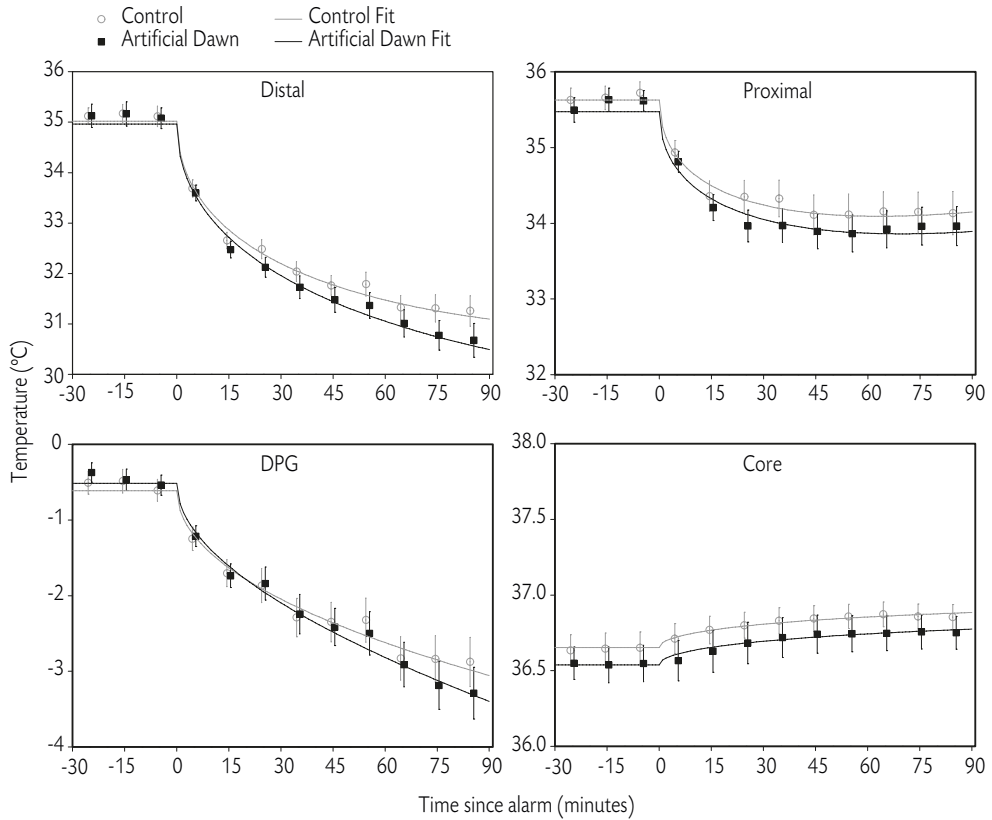 Control
Control Fit
Artificial Dawn
Artificial Dawn Fit
Distal
36
35
34
33
32
31
30
-30 -15 0 15 30 45 60 75 90
Proximal
36
35
34
33
32
-30 -15 0 15 30 45 60 75 90
Temperature (°C)
DPG
-0
-1
-2
-3
-4
-30 -15 0 15 30 45 60 75 90
Core
38.0
37.5
37.0
36.5
36.0
-30 -15 0 15 30 45 60 75 90
Time since alarm (minutes)